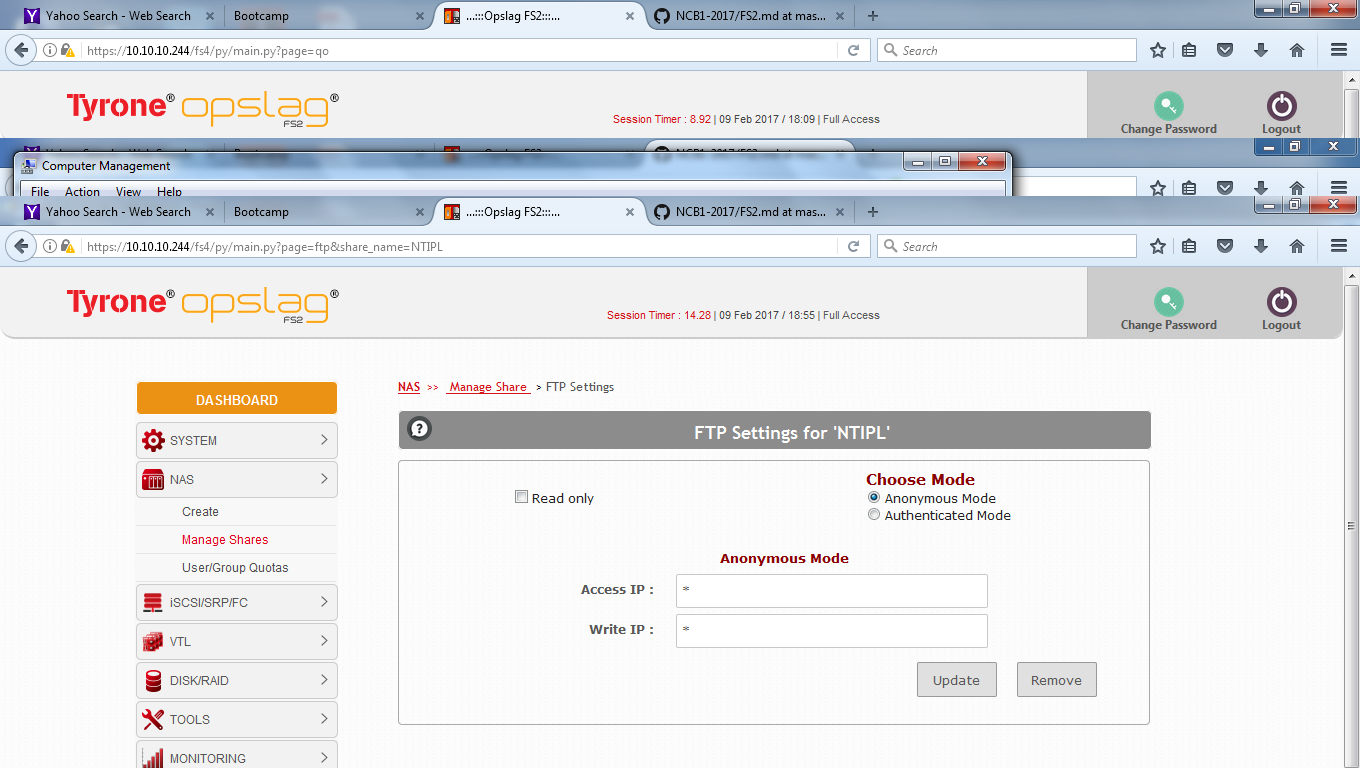 Yahoo Search - Web Search Bootcamp ...:::Opslag FS2:::... NCB1-2017/FS2.md at mas...
https://10.10.10.244/fs4/py/main.py?page=qo Search
Tyrone® opslag®
FS2
Session Timer : 8.92 | 09 Feb 2017 / 18:09 | Full Access
Change Password Logout
Computer Management
File Action View Help
Yahoo Search - Web Search Bootcamp ...:::Opslag FS2:::... NCB1-2017/FS2.md at mas...
https://10.10.10.244/fs4/py/main.py?page=ftp&share_name=NTIPL Search
Tyrone® opslag®
FS2
Session Timer : 14.28 | 09 Feb 2017 / 18:55 | Full Access
Change Password Logout
NAS >> Manage Share > FTP Settings
DASHBOARD
SYSTEM
NAS
Create
Manage Shares
User/Group Quotas
iSCSI/SRP/FC
VTL
DISK/RAID
TOOLS
MONITORING
? FTP Settings for 'NTIPL'
Read only
Choose Mode
Anonymous Mode
Authenticated Mode
Anonymous Mode
Access IP : *
Write IP : *
Update Remove